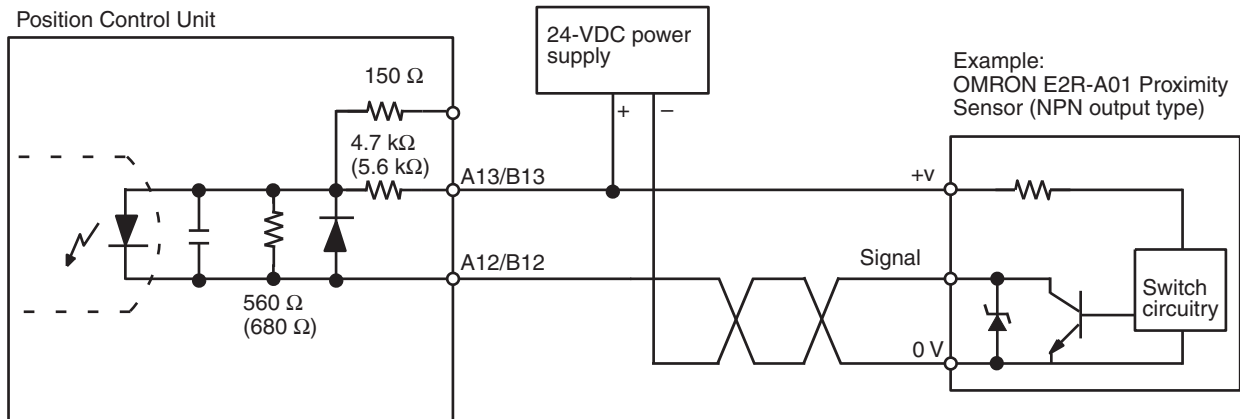 Position Control Unit
24-VDC power
supply
+
−
150 Ω
4.7 kΩ
(5.6 kΩ)
A13/B13
A12/B12
560 Ω
(680 Ω)
Example:
OMRON E2R-A01 Proximity
Sensor (NPN output type)
+v
Signal
0 V
Switch
circuitry